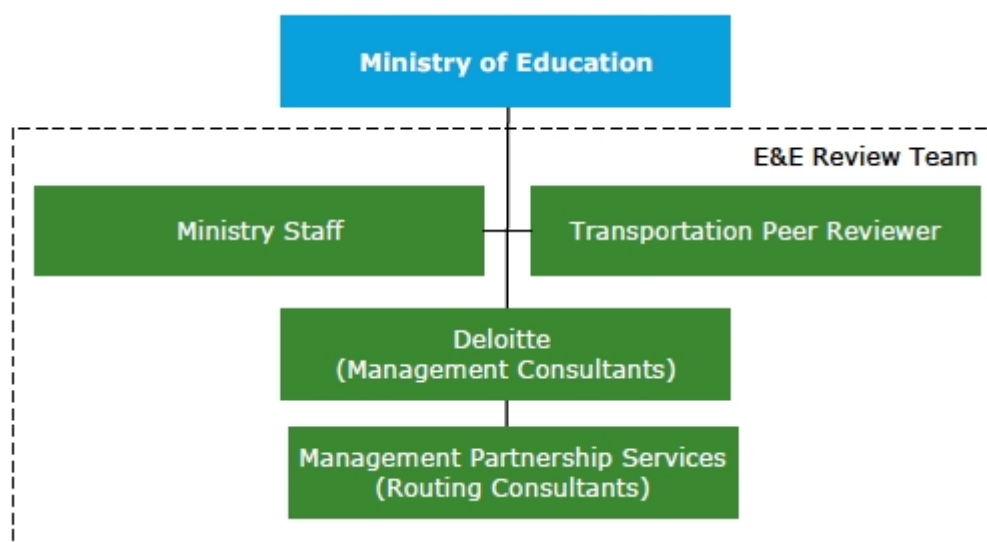 Ministry of Education
E&E Review Team
Ministry Staff
Transportation Peer Reviewer
Deloitte
(Management Consultants)
Management Partnership Services
(Routing Consultants)